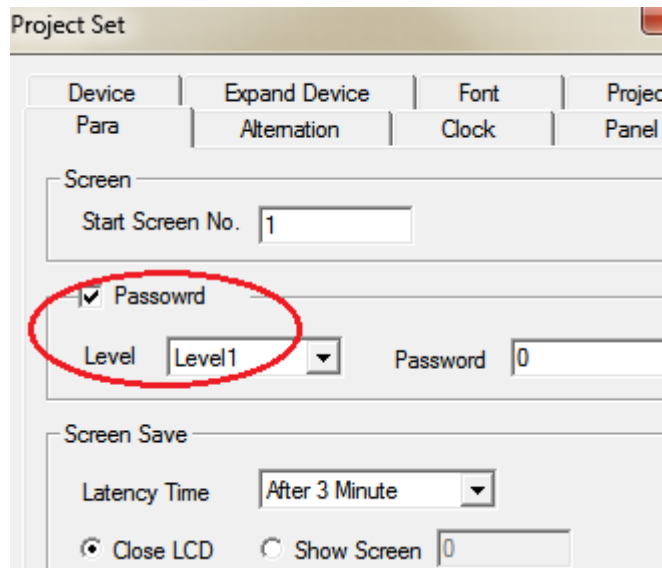 Project Set
Device Expand Device Font Projec
Para Alternation Clock Panel
Screen
Start Screen No. 1
Passowrd
Level Level1 Password 0
Screen Save
Latency Time After 3 Minute
Close LCD Show Screen 0